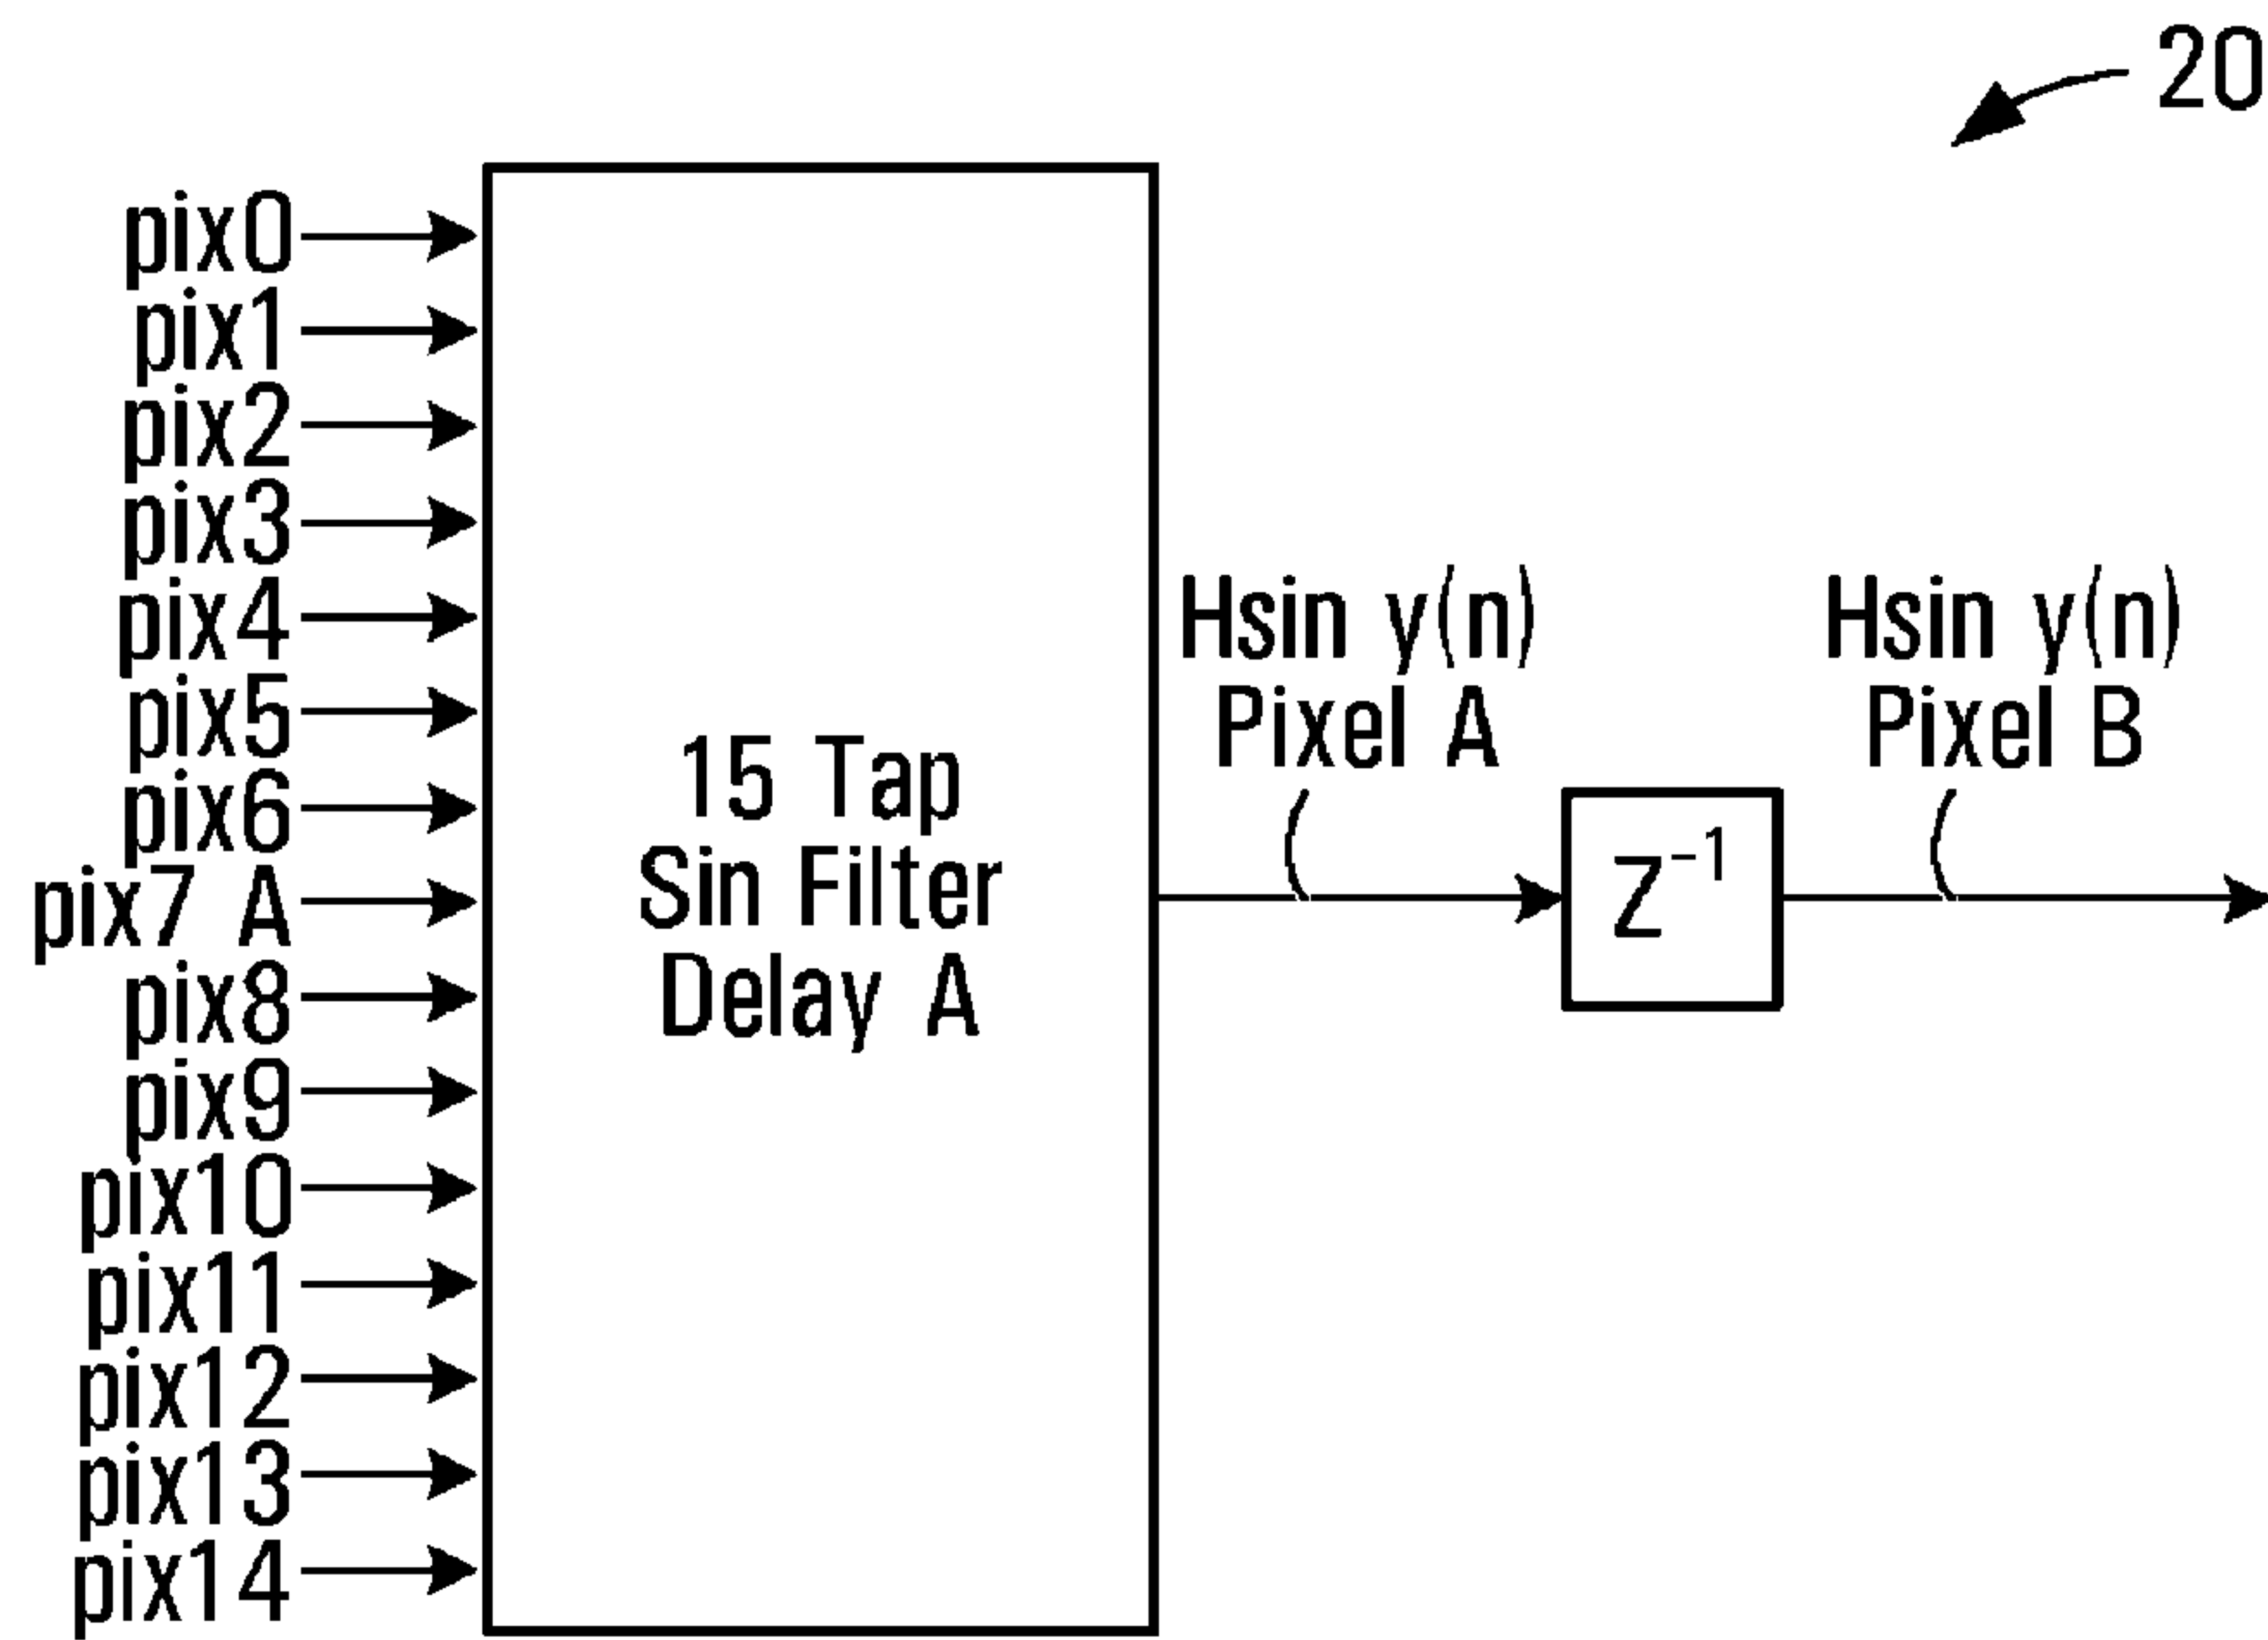 20
pix0
pix1
pix2
pix3
pix4
pix5
pix6
pix7 A
pix8
pix9
pix10
pix11
pix12
pix13
pix14
15 Tap
Sin Filter
Delay A
Hsin y(n)
Pixel A
Z⁻¹
Hsin y(n)
Pixel B